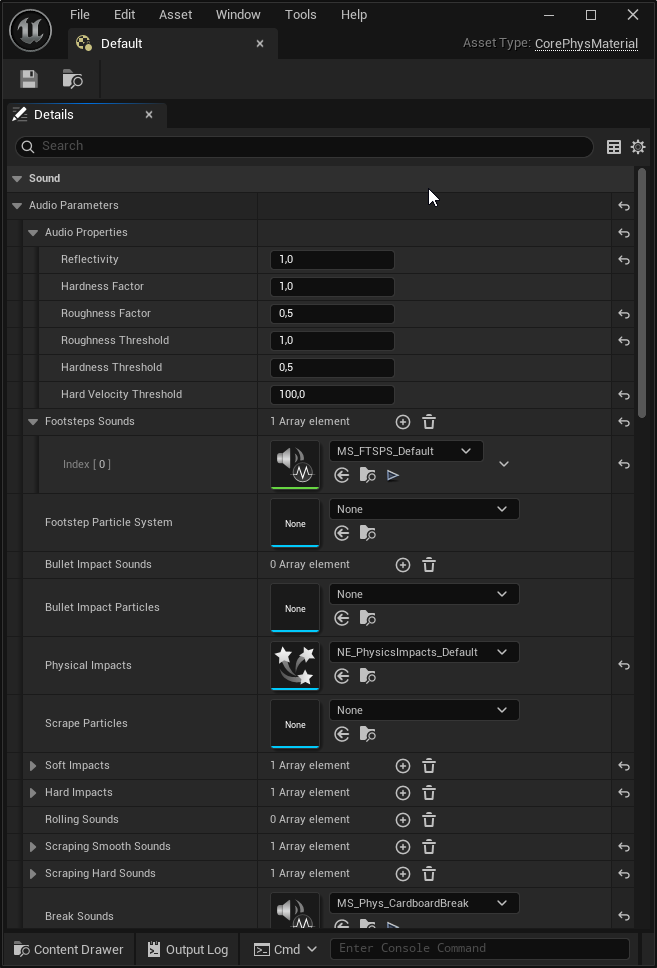 File Edit Asset Window Tools Help
Default
Asset Type: CorePhysMaterial
Details
Search
Sound
Audio Parameters
Audio Properties
Reflectivity 1,0
Hardness Factor 1,0
Roughness Factor 0,5
Roughness Threshold 1,0
Hardness Threshold 0,5
Hard Velocity Threshold 100,0
Footsteps Sounds 1 Array element
Index [ 0 ] MS_FTSPS_Default
Footstep Particle System None None
Bullet Impact Sounds 0 Array element
Bullet Impact Particles None None
Physical Impacts NE_PhysicsImpacts_Default
Scrape Particles None None
Soft Impacts 1 Array element
Hard Impacts 1 Array element
Rolling Sounds 0 Array element
Scraping Smooth Sounds 1 Array element
Scraping Hard Sounds 1 Array element
Break Sounds MS_Phys_CardboardBreak
Content Drawer Output Log Cmd Enter Console Command